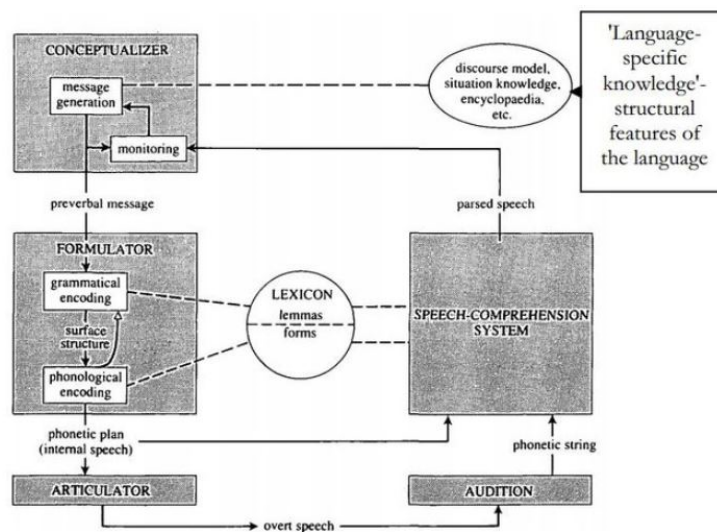 CONCEPTUALIZER
message
generation
monitoring
discourse model,
situation knowledge,
encyclopaedia,
etc.
'Language-
specific
knowledge'-
structural
features of
the language
preverbal message
parsed speech
FORMULATOR
grammatical
encoding
surface
structure
phonological
encoding
LEXICON
lemmas
forms
SPEECH-COMPREHENSION
SYSTEM
phonetic plan
(internal speech)
phonetic string
ARTICULATOR
AUDITION
overt speech